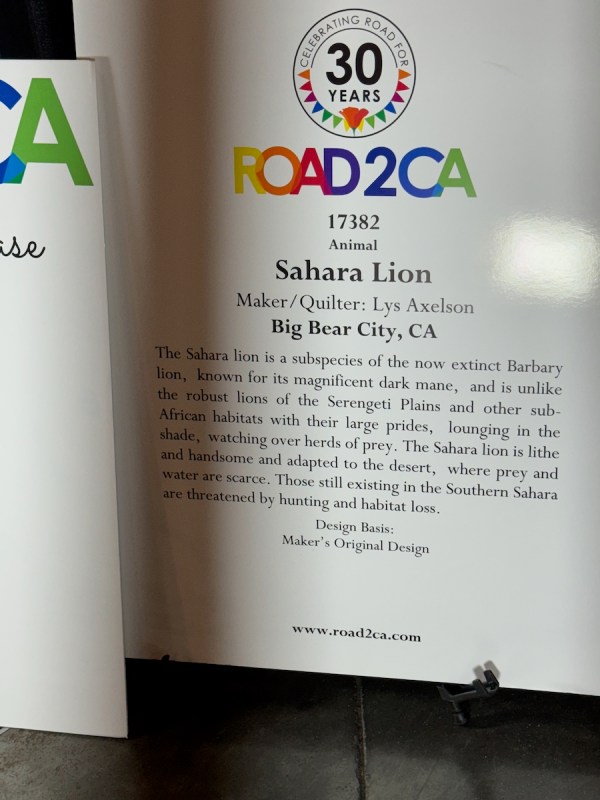 CA
ase
CELEBRATING ROAD FOR
30
YEARS
ROAD2CA
17382
Animal
Sahara Lion
Maker/Quilter: Lys Axelson
Big Bear City, CA
The Sahara lion is a subspecies of the now extinct Barbary
lion, known for its magnificent dark mane, and is unlike
the robust lions of the Serengeti Plains and other sub-
African habitats with their large prides, lounging in the
shade, watching over herds of prey. The Sahara lion is lithe
and handsome and adapted to the desert, where prey and
water are scarce. Those still existing in the Southern Sahara
are threatened by hunting and habitat loss.
Design Basis:
Maker's Original Design
www.road2ca.com